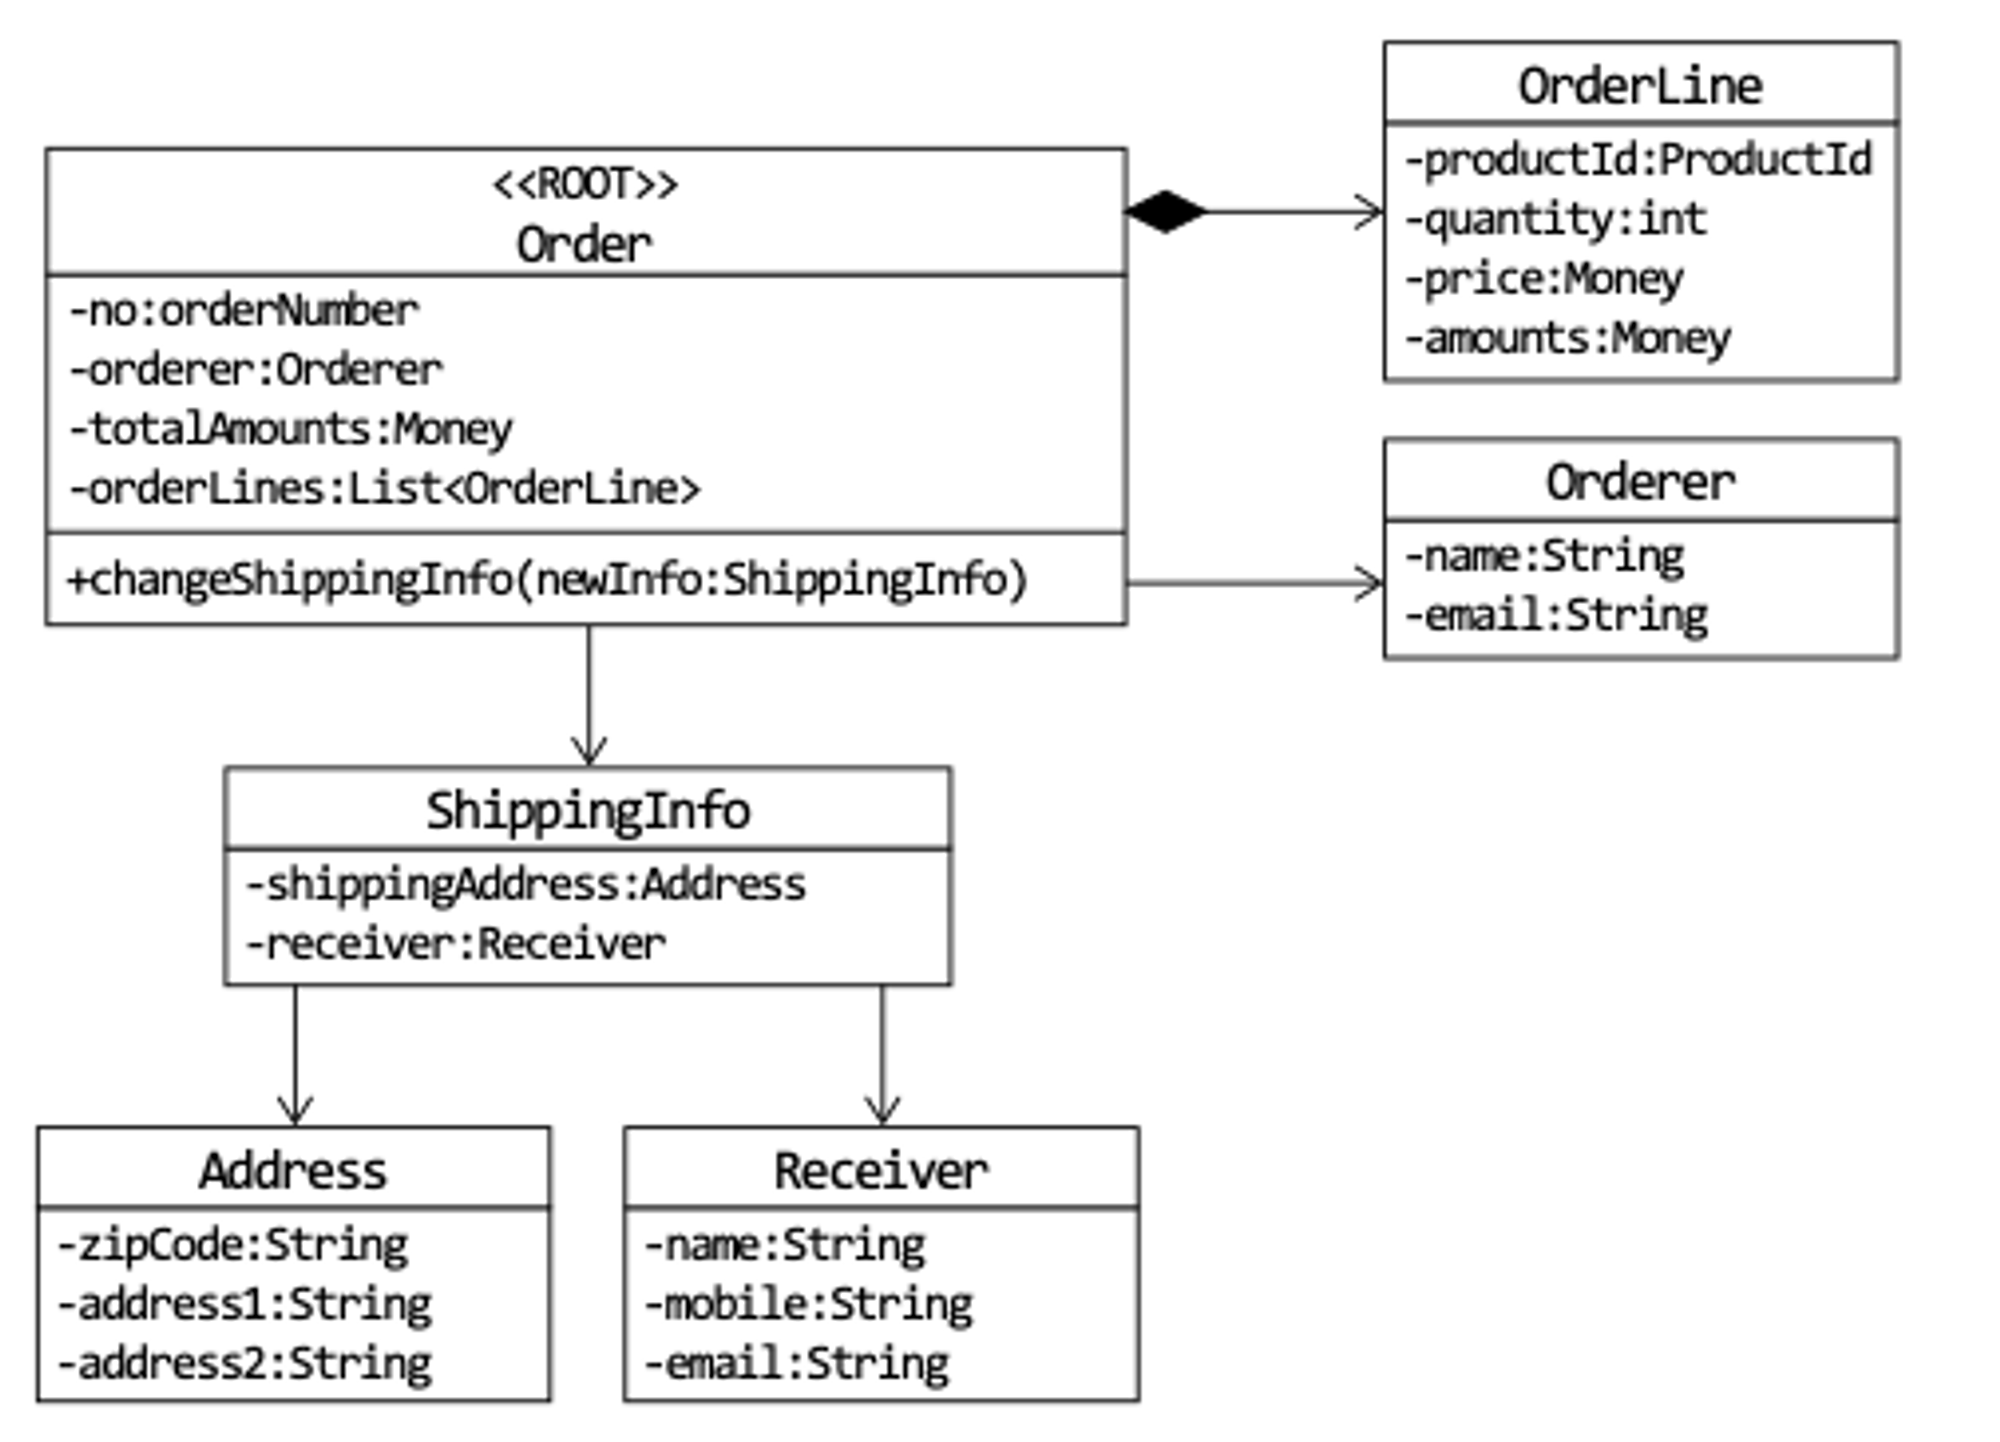 <<ROOT>>
Order
-no:orderNumber
-orderer:Orderer
-totalAmounts:Money
-orderLines:List<OrderLine>
+changeShippingInfo(newInfo:ShippingInfo)
OrderLine
-productId:ProductId
-quantity:int
-price:Money
-amounts:Money
Orderer
-name:String
-email:String
ShippingInfo
-shippingAddress:Address
-receiver:Receiver
Address
-zipCode:String
-address1:String
-address2:String
Receiver
-name:String
-mobile:String
-email:String